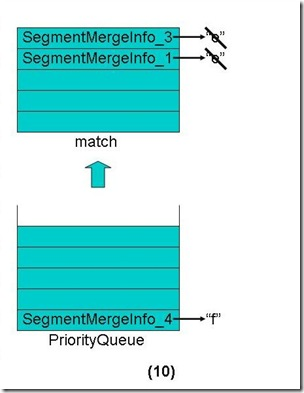 SegmentMergeInfo_3 "e"
SegmentMergeInfo_1 "e"
match
SegmentMergeInfo_4 "f"
PriorityQueue
(10)